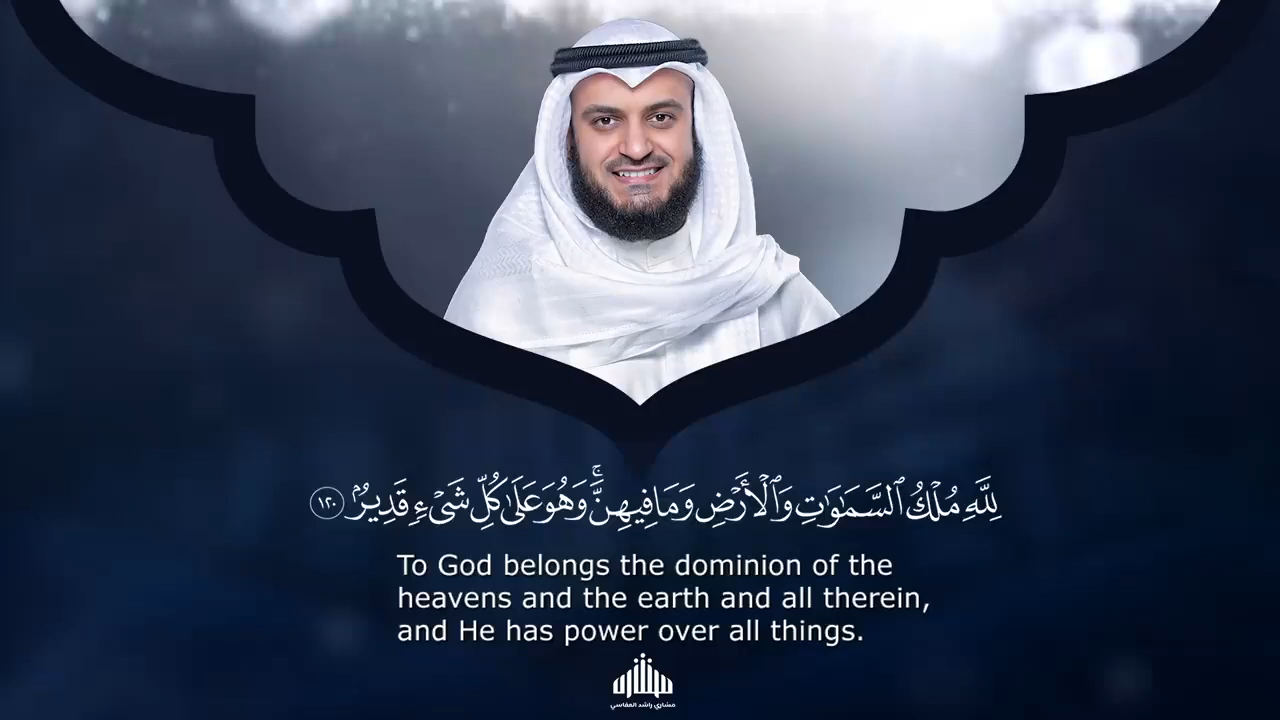 لِلَّهِ مُلۡكُ ٱلسَّمَٰوَٰتِ وَٱلۡأَرۡضِ وَمَا فِيهِنَّۚ وَهُوَ عَلَىٰ كُلِّ شَيۡءٖ قَدِيرُۢ ١٢٠
To God belongs the dominion of the
heavens and the earth and all therein,
and He has power over all things.
مشاري راشد العفاسي